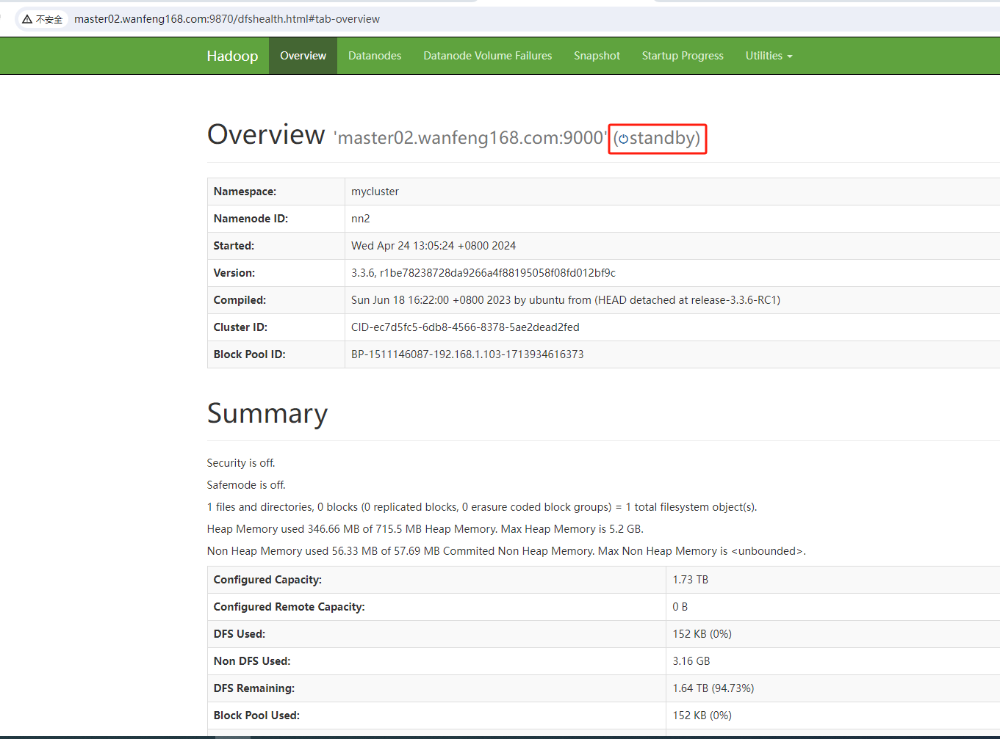 不安全 master02.wanfeng168.com:9870/dfshealth.html#tab-overview
Hadoop Overview Datanodes Datanode Volume Failures Snapshot Startup Progress Utilities
Overview 'master02.wanfeng168.com:9000' (standby)
Namespace: mycluster
Namenode ID: nn2
Started: Wed Apr 24 13:05:24 +0800 2024
Version: 3.3.6, r1be78238728da9266a4f88195058f08fd012bf9c
Compiled: Sun Jun 18 16:22:00 +0800 2023 by ubuntu from (HEAD detached at release-3.3.6-RC1)
Cluster ID: CID-ec7d5fc5-6db8-4566-8378-5ae2dead2fed
Block Pool ID: BP-1511146087-192.168.1.103-1713934616373
Summary
Security is off.
Safemode is off.
1 files and directories, 0 blocks (0 replicated blocks, 0 erasure coded block groups) = 1 total filesystem object(s).
Heap Memory used 346.66 MB of 715.5 MB Heap Memory. Max Heap Memory is 5.2 GB.
Non Heap Memory used 56.33 MB of 57.69 MB Commited Non Heap Memory. Max Non Heap Memory is <unbounded>.
Configured Capacity: 1.73 TB
Configured Remote Capacity: 0 B
DFS Used: 152 KB (0%)
Non DFS Used: 3.16 GB
DFS Remaining: 1.64 TB (94.73%)
Block Pool Used: 152 KB (0%)